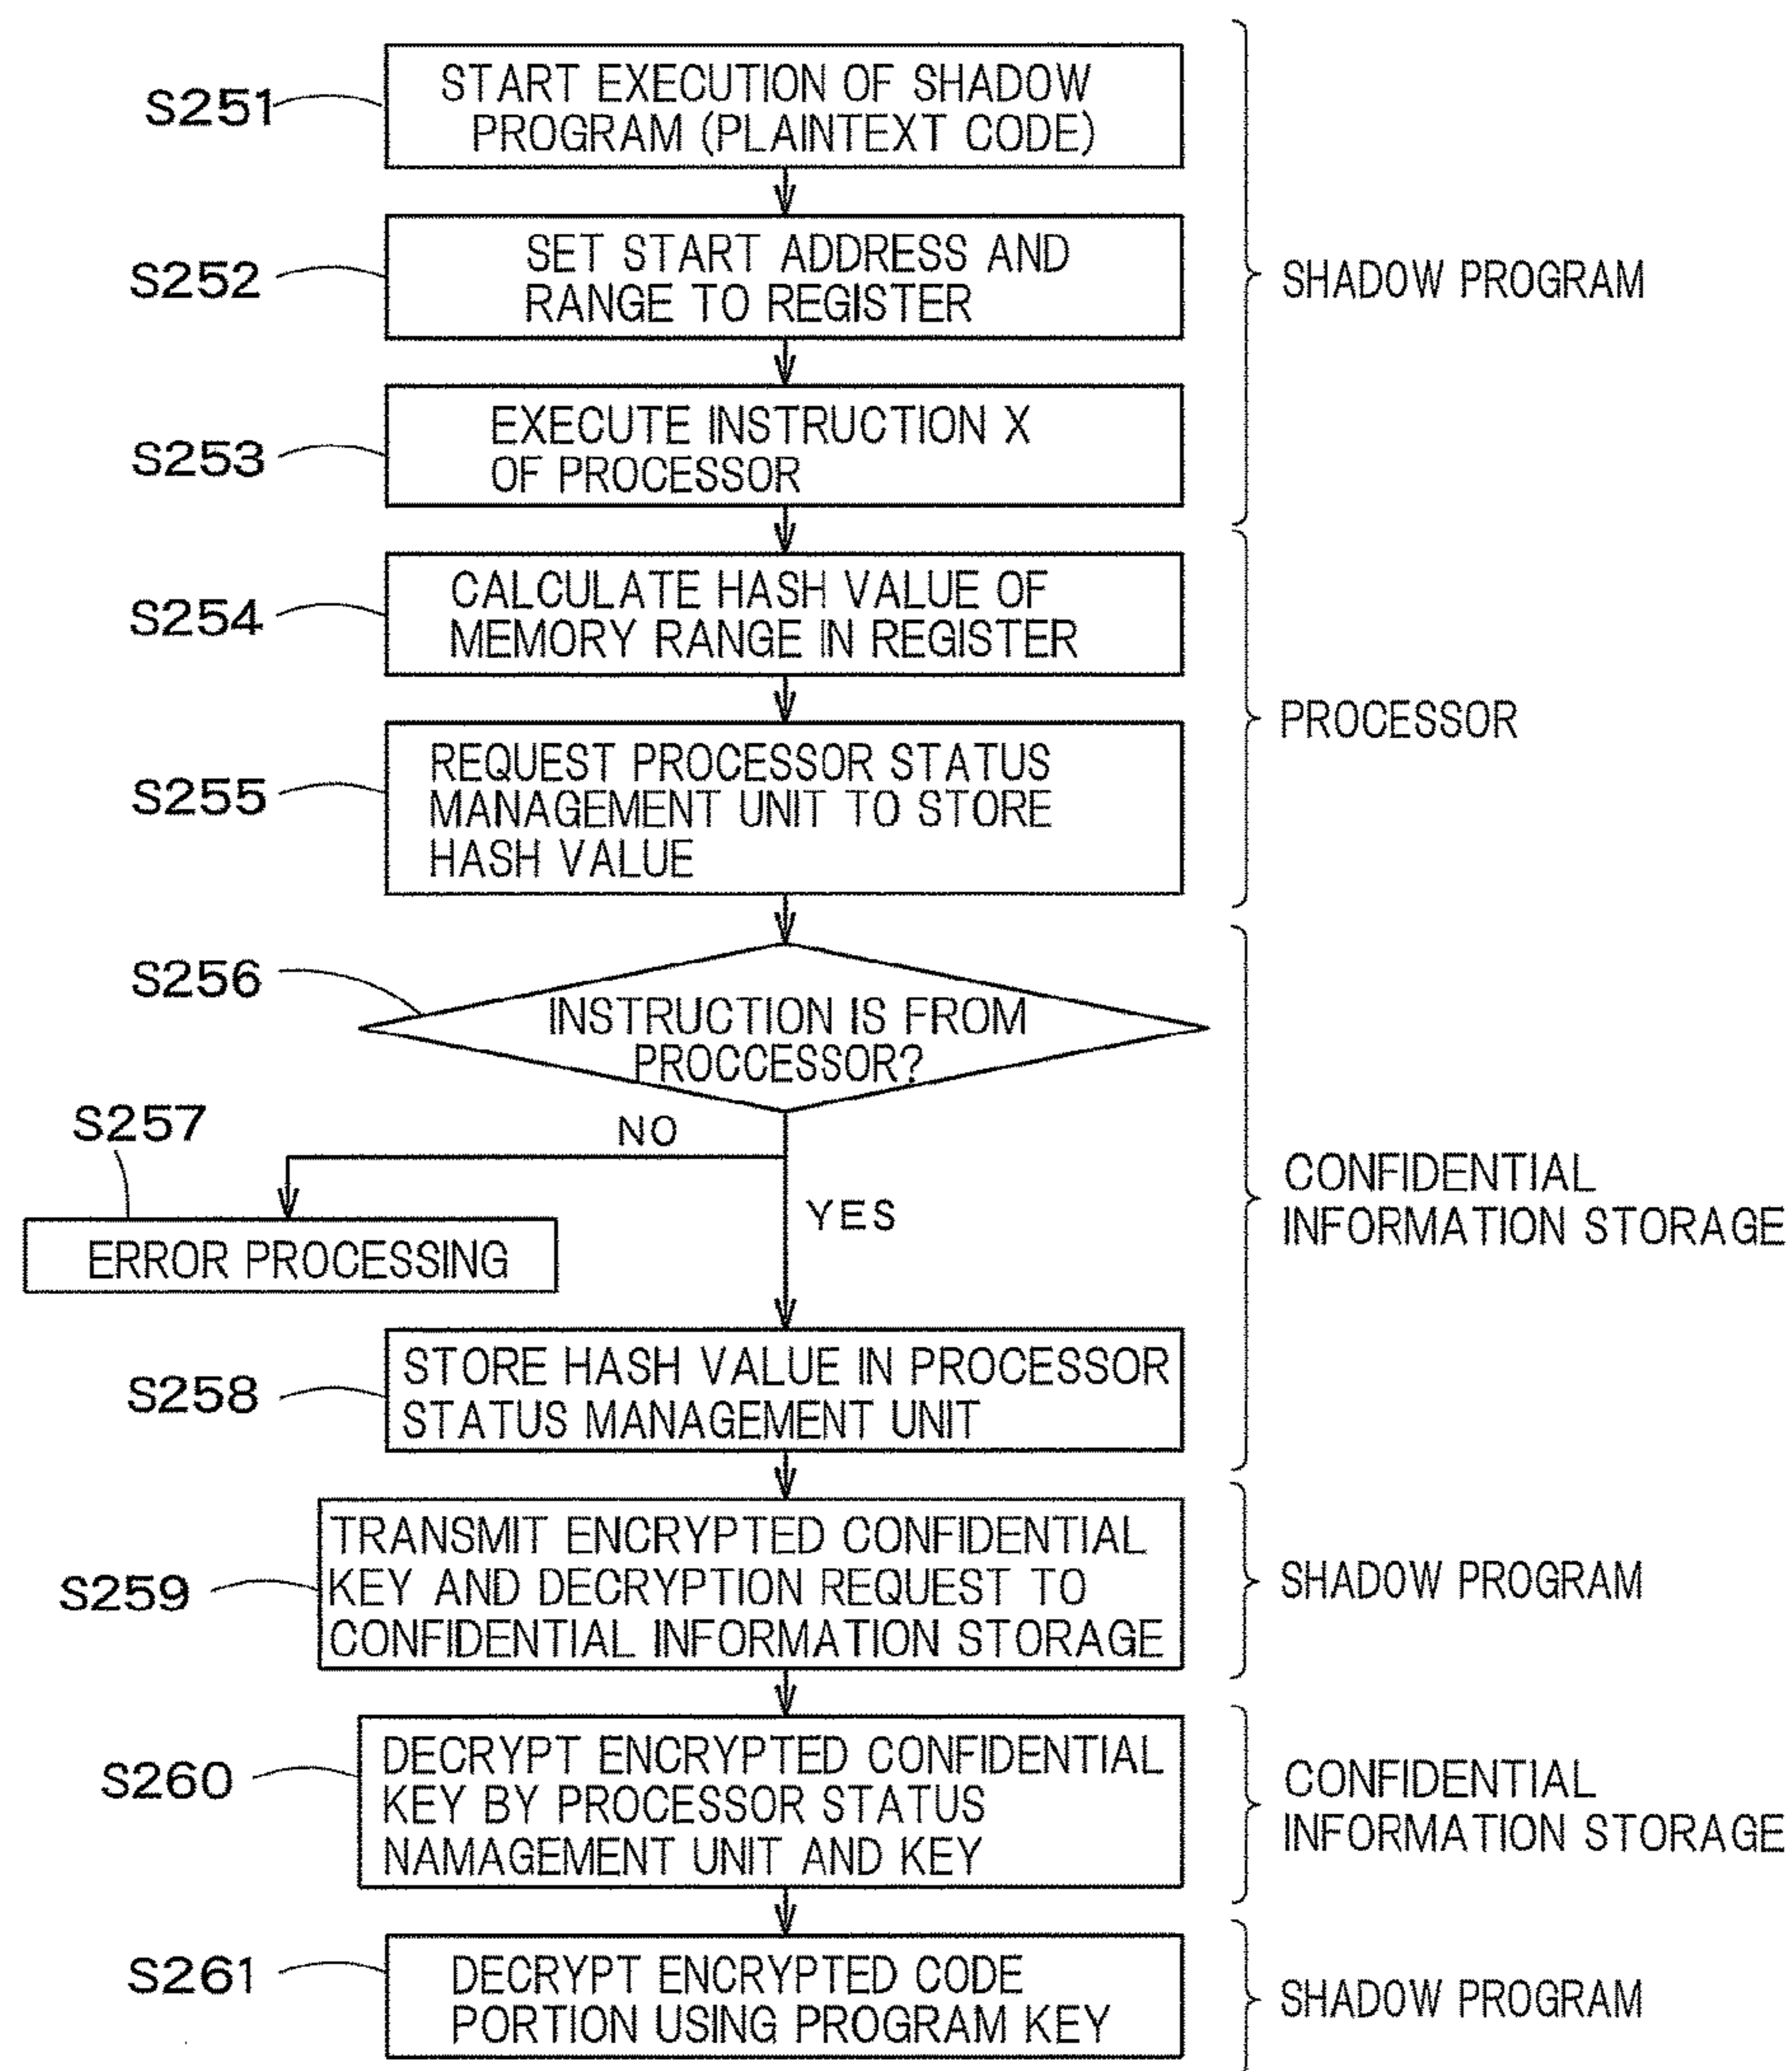 S251
START EXECUTION OF SHADOW
PROGRAM (PLAINTEXT CODE)
S252
SET START ADDRESS AND
RANGE TO REGISTER
SHADOW PROGRAM
S253
EXECUTE INSTRUCTION X
OF PROCESSOR
S254
CALCULATE HASH VALUE OF
MEMORY RANGE IN REGISTER
PROCESSOR
S255
REQUEST PROCESSOR STATUS
MANAGEMENT UNIT TO STORE
HASH VALUE
S256
INSTRUCTION IS FROM
PROCCESSOR?
S257
NO
YES
ERROR PROCESSING
CONFIDENTIAL
INFORMATION STORAGE
S258
STORE HASH VALUE IN PROCESSOR
STATUS MANAGEMENT UNIT
S259
TRANSMIT ENCRYPTED CONFIDENTIAL
KEY AND DECRYPTION REQUEST TO
CONFIDENTIAL INFORMATION STORAGE
SHADOW PROGRAM
S260
DECRYPT ENCRYPTED CONFIDENTIAL
KEY BY PROCESSOR STATUS
NAMAGEMENT UNIT AND KEY
CONFIDENTIAL
INFORMATION STORAGE
S261
DECRYPT ENCRYPTED CODE
PORTION USING PROGRAM KEY
SHADOW PROGRAM